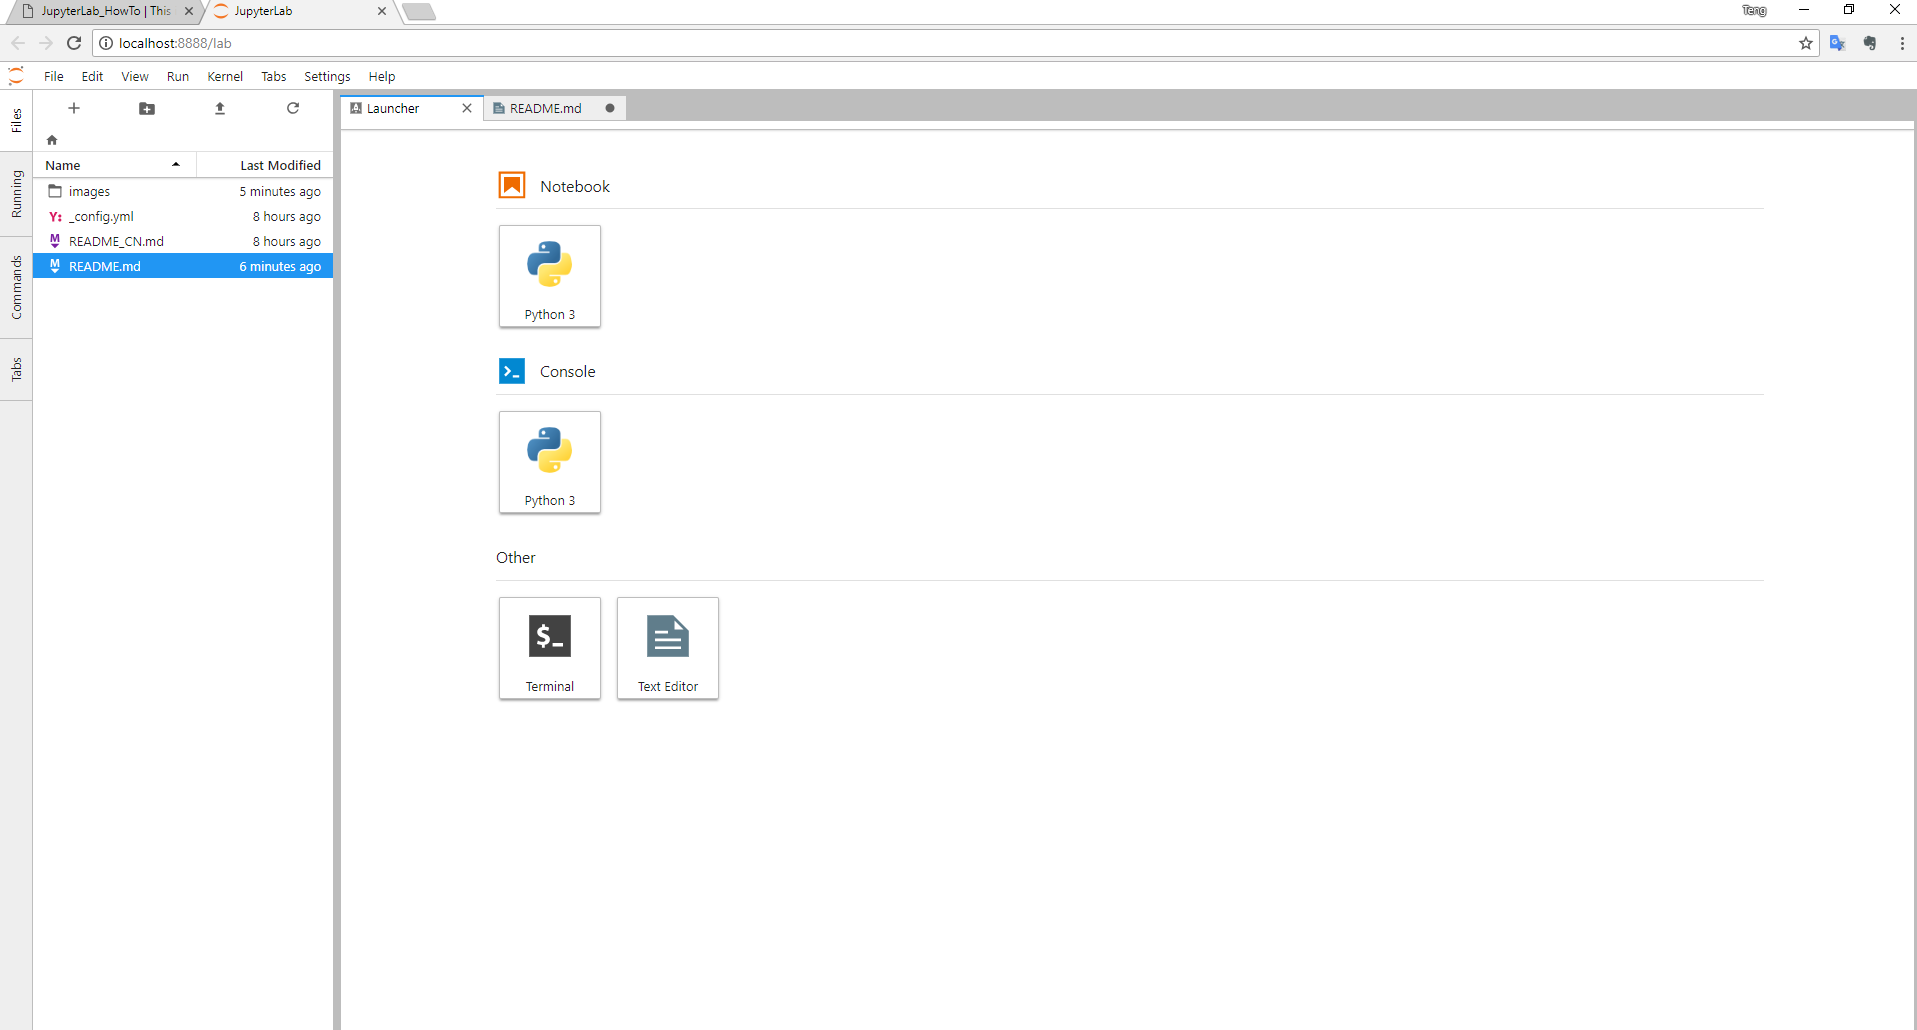 JupyterLab_HowTo | This
JupyterLab
Teng
localhost:8888/lab
File Edit View Run Kernel Tabs Settings Help
Files
Running
Commands
Tabs
Name Last Modified
images 5 minutes ago
Y: _config.yml 8 hours ago
M README_CN.md 8 hours ago
M README.md 6 minutes ago
Launcher
README.md
Notebook
Python 3
Console
Python 3
Other
$_
Terminal
Text Editor